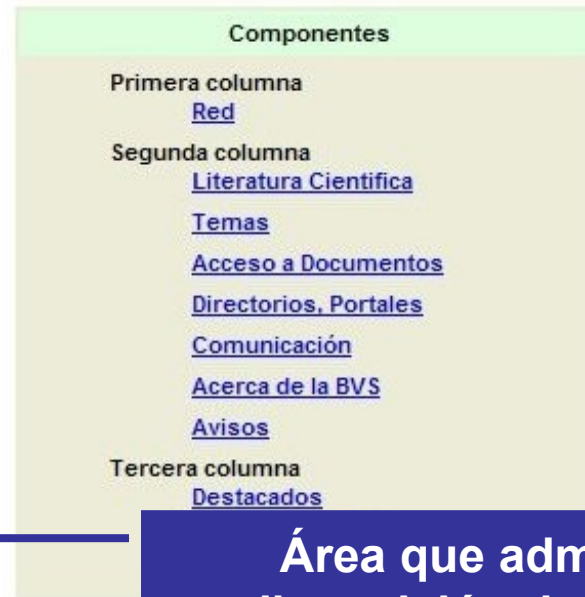 Componentes
Primera columna
Red
Segunda columna
Literatura Cientifica
Temas
Acceso a Documentos
Directorios, Portales
Comunicación
Acerca de la BVS
Avisos
Tercera columna
Destacados
Área que